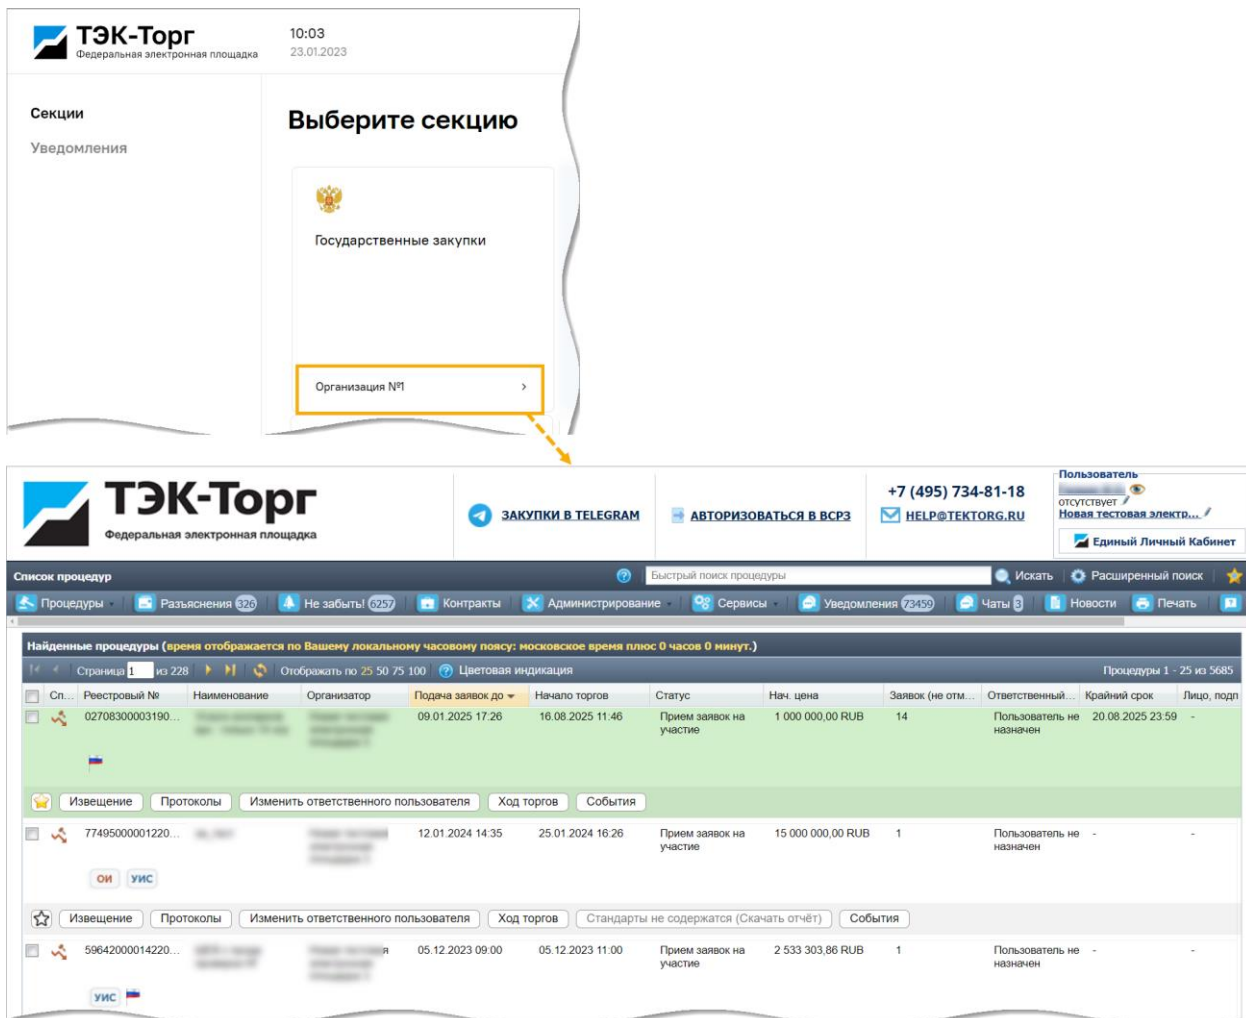 ТЭК-Торг
Федеральная электронная площадка
10:03
23.01.2023
Секции
Уведомления
Выберите секцию
Государственные закупки
Организация №1
ТЭК-Торг
Федеральная электронная площадка
ЗАКУПКИ В TELEGRAM
АВТОРИЗОВАТЬСЯ В ВСРЗ
+7 (495) 734-81-18
HELP@TEKTORG.RU
Пользователь
отсутствует
Новая тестовая электр...
Единый Личный Кабинет
Список процедур
Быстрый поиск процедуры
Искать
Расширенный поиск
Процедуры Разъяснения 326 Не забыть! 6257 Контракты Администрирование Сервисы Уведомления 73459 Чаты 3 Новости Печать
Найденные процедуры (время отображается по Вашему локальному часовому поясу: московское время плюс 0 часов 0 минут.)
Страница 1 из 228 Отображать по 25 50 75 100 Цветовая индикация Процедуры 1 - 25 из 5685
Сп... Реестровый № Наименование Организатор Подача заявок до Начало торгов Статус Нач. цена Заявок (не отм... Ответственный... Крайний срок Лицо, подп
02708300003190... 09.01.2025 17:26 16.08.2025 11:46 Прием заявок на 1 000 000,00 RUB 14 Пользователь не 20.08.2025 23:59 -
участие назначен
Извещение Протоколы Изменить ответственного пользователя Ход торгов События
77495000001220... 12.01.2024 14:35 25.01.2024 16:26 Прием заявок на 15 000 000,00 RUB 1 Пользователь не - -
участие назначен
ОИ УИС
Извещение Протоколы Изменить ответственного пользователя Ход торгов Стандарты не содержатся (Скачать отчёт) События
59642000014220... 05.12.2023 09:00 05.12.2023 11:00 Прием заявок на 2 533 303,86 RUB 1 Пользователь не - -
участие назначен
УИС